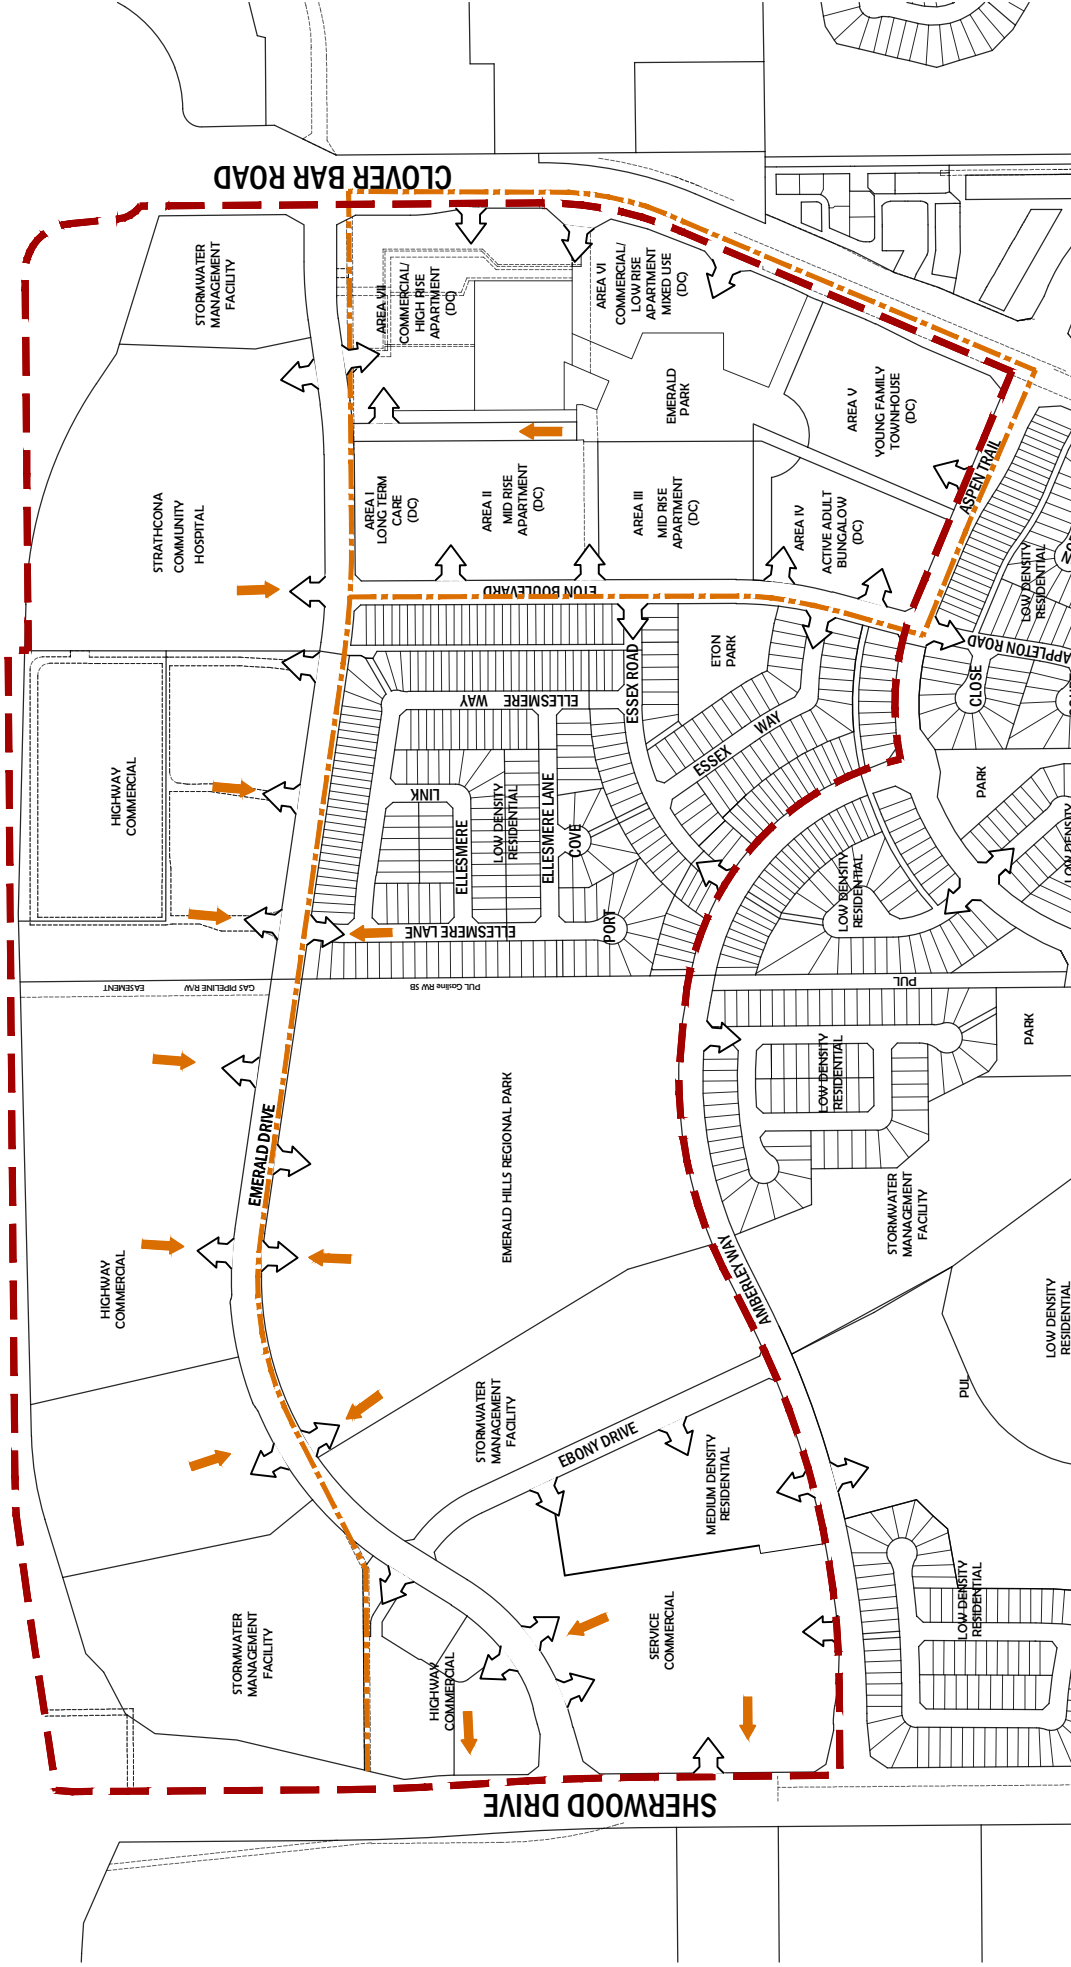 CLOVER BAR ROAD
STORMWATER
MANAGEMENT
FACILITY
AREA VII
COMMERCIAL/
HIGH RISE
APARTMENT
(DC)
AREA VI
COMMERCIAL/
LOW RISE
APARTMENT
MIXED USE
(DC)
EMERALD
PARK
AREA V
YOUNG FAMILY
TOWNHOUSE
(DC)
ASPEN TRAIL
STRATHCONA
COMMUNITY
HOSPITAL
AREA I
LONG TERM
CARE
(DC)
AREA II
MID RISE
APARTMENT
(DC)
AREA III
MID RISE
APARTMENT
(DC)
AREA IV
ACTIVE ADULT
BUNGALOW
(DC)
LOW DENSITY
RESIDENTIAL
ETON BOULEVARD
APPLETON ROAD
CLOSE
ETON
PARK
ESSEX ROAD
ELLESMERE WAY
ESSEX WAY
HIGHWAY
COMMERCIAL
LINK
ELLESMERE
LOW DENSITY
RESIDENTIAL
ELLESMERE LANE
COVE
PARK
LOW DENSITY
LOW DENSITY
RESIDENTIAL
ELLESMERE LANE
PORT
EASEMENT
GAS PIPELINE R/W
PUL Gasline RW SB
PUL
EMERALD DRIVE
EMERALD HILLS REGIONAL PARK
LOW DENSITY
RESIDENTIAL
PARK
STORMWATER
MANAGEMENT
FACILITY
AMBERLEY WAY
HIGHWAY
COMMERCIAL
LOW DENSITY
RESIDENTIAL
PUL
STORMWATER
MANAGEMENT
FACILITY
EBONY DRIVE
MEDIUM DENSITY
RESIDENTIAL
STORMWATER
MANAGEMENT
FACILITY
HIGHWAY
COMMERCIAL
SERVICE
COMMERCIAL
LOW DENSITY
RESIDENTIAL
SHERWOOD DRIVE